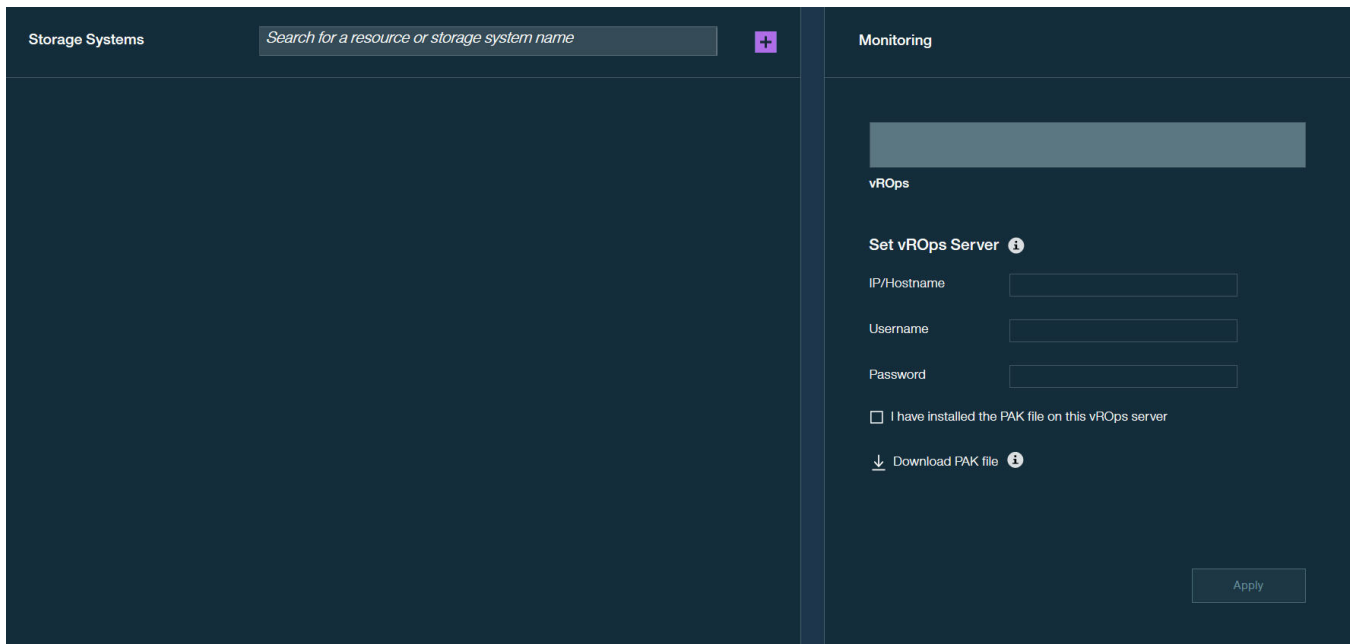 Storage Systems
Search for a resource or storage system name
+
Monitoring
vROps
Set vROps Server
IP/Hostname
Username
Password
I have installed the PAK file on this vROps server
Download PAK file
Apply